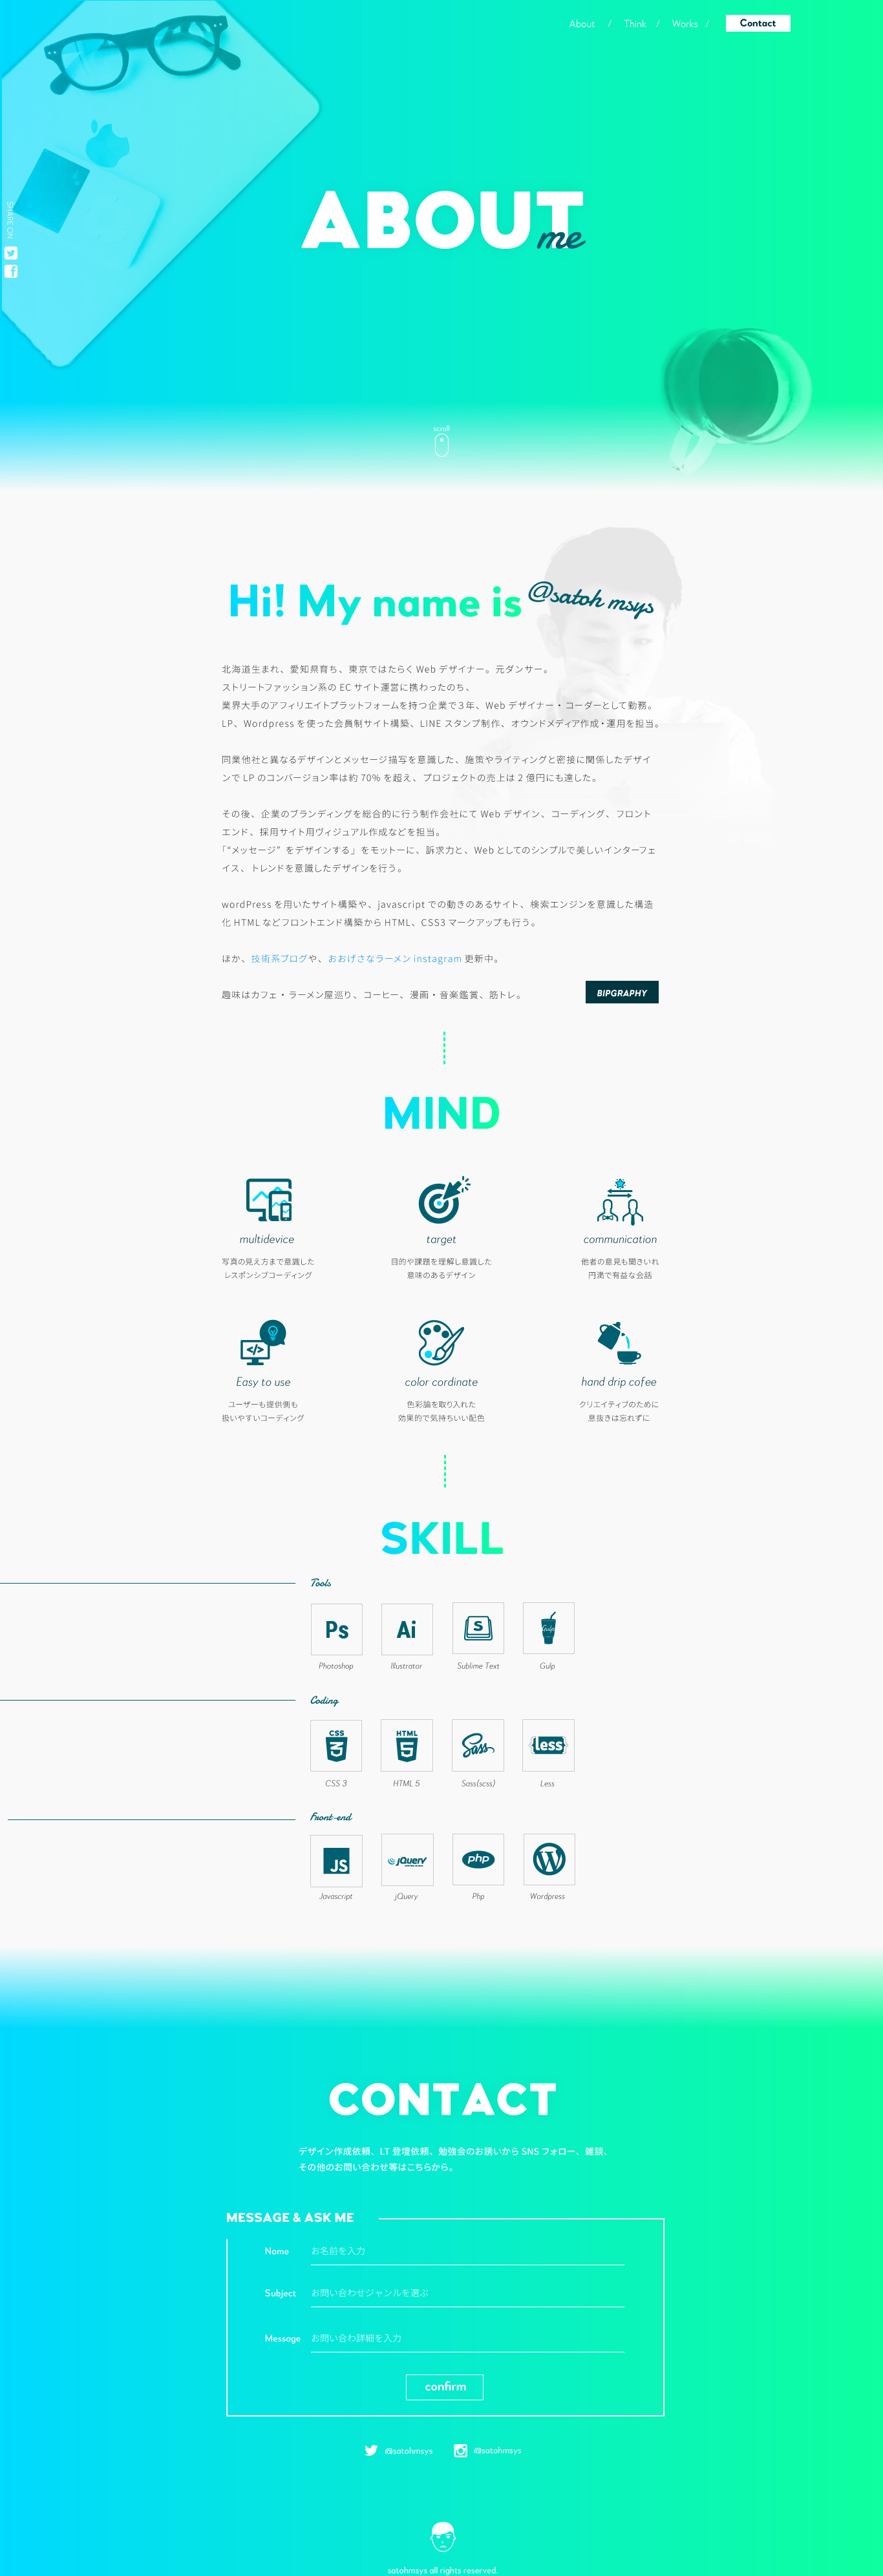 About / Think / Works / Contact
SHARE ON
ABOUT
me
scroll
Hi! My name is @satoh msys
北海道生まれ、愛知県育ち、東京ではたらく Web デザイナー。元ダンサー。
ストリートファッション系の EC サイト運営に携わったのち、
業界大手のアフィリエイトプラットフォームを持つ企業で３年、Web デザイナー・コーダーとして勤務。
LP、Wordpress を使った会員制サイト構築、LINE スタンプ制作、オウンドメディア作成・運用を担当。
同業他社と異なるデザインとメッセージ描写を意識した、施策やライティングと密接に関係したデザイ
ンで LP のコンバージョン率は約 70% を超え、プロジェクトの売上は 2 億円にも達した。
その後、企業のブランディングを総合的に行う制作会社にて Web デザイン、コーディング、フロント
エンド、採用サイト用ヴィジュアル作成などを担当。
「“メッセージ” をデザインする」をモットーに、訴求力と、Web としてのシンプルで美しいインターフェ
イス、トレンドを意識したデザインを行う。
wordPress を用いたサイト構築や、javascript での動きのあるサイト、検索エンジンを意識した構造
化 HTML などフロントエンド構築から HTML、CSS3 マークアップも行う。
ほか、技術系ブログや、おおげさなラーメン instagram 更新中。
趣味はカフェ・ラーメン屋巡り、コーヒー、漫画・音楽鑑賞、筋トレ。
BIPGRAPHY
MIND
multidevice
写真の見え方まで意識した
レスポンシブコーディング
target
目的や課題を理解し意識した
意味のあるデザイン
communication
他者の意見も聞きいれ
円満で有益な会話
Easy to use
ユーザーも提供側も
扱いやすいコーディング
color cordinate
色彩論を取り入れた
効果的で気持ちいい配色
hand drip cofee
クリエイティブのために
息抜きは忘れずに
SKILL
Tools
Ps Ai S Gulp
Photoshop Illustrator Sublime Text Gulp
Coding
CSS 3 HTML 5 Sass {less}
CSS 3 HTML 5 Sass(scss) Less
Front-end
JS jQuery php W
Javascript jQuery Php Wordpress
CONTACT
デザイン作成依頼、LT 登壇依頼、勉強会のお誘いから SNS フォロー、雑談、
その他のお問い合わせ等はこちらから。
MESSAGE & ASK ME
Name お名前を入力
Subject お問い合わせジャンルを選ぶ
Message お問い合わ詳細を入力
confirm
@satohmsys @satohmsys
satohmsys all rights reserved.